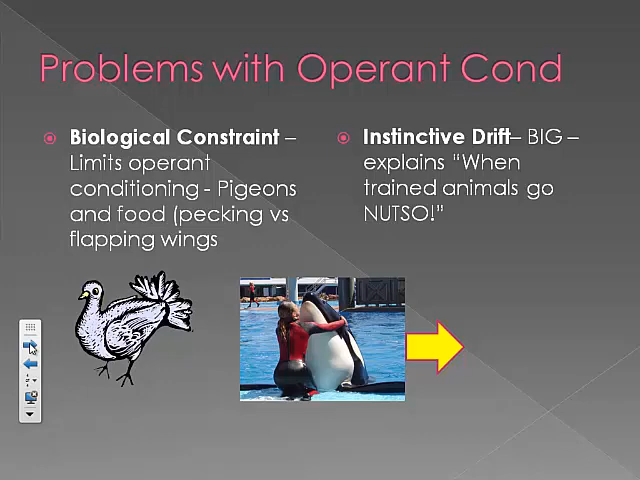 Problems with Operant Cond
Biological Constraint –
Limits operant
conditioning - Pigeons
and food (pecking vs
flapping wings
Instinctive Drift– BIG –
explains “When
trained animals go
NUTSO!”